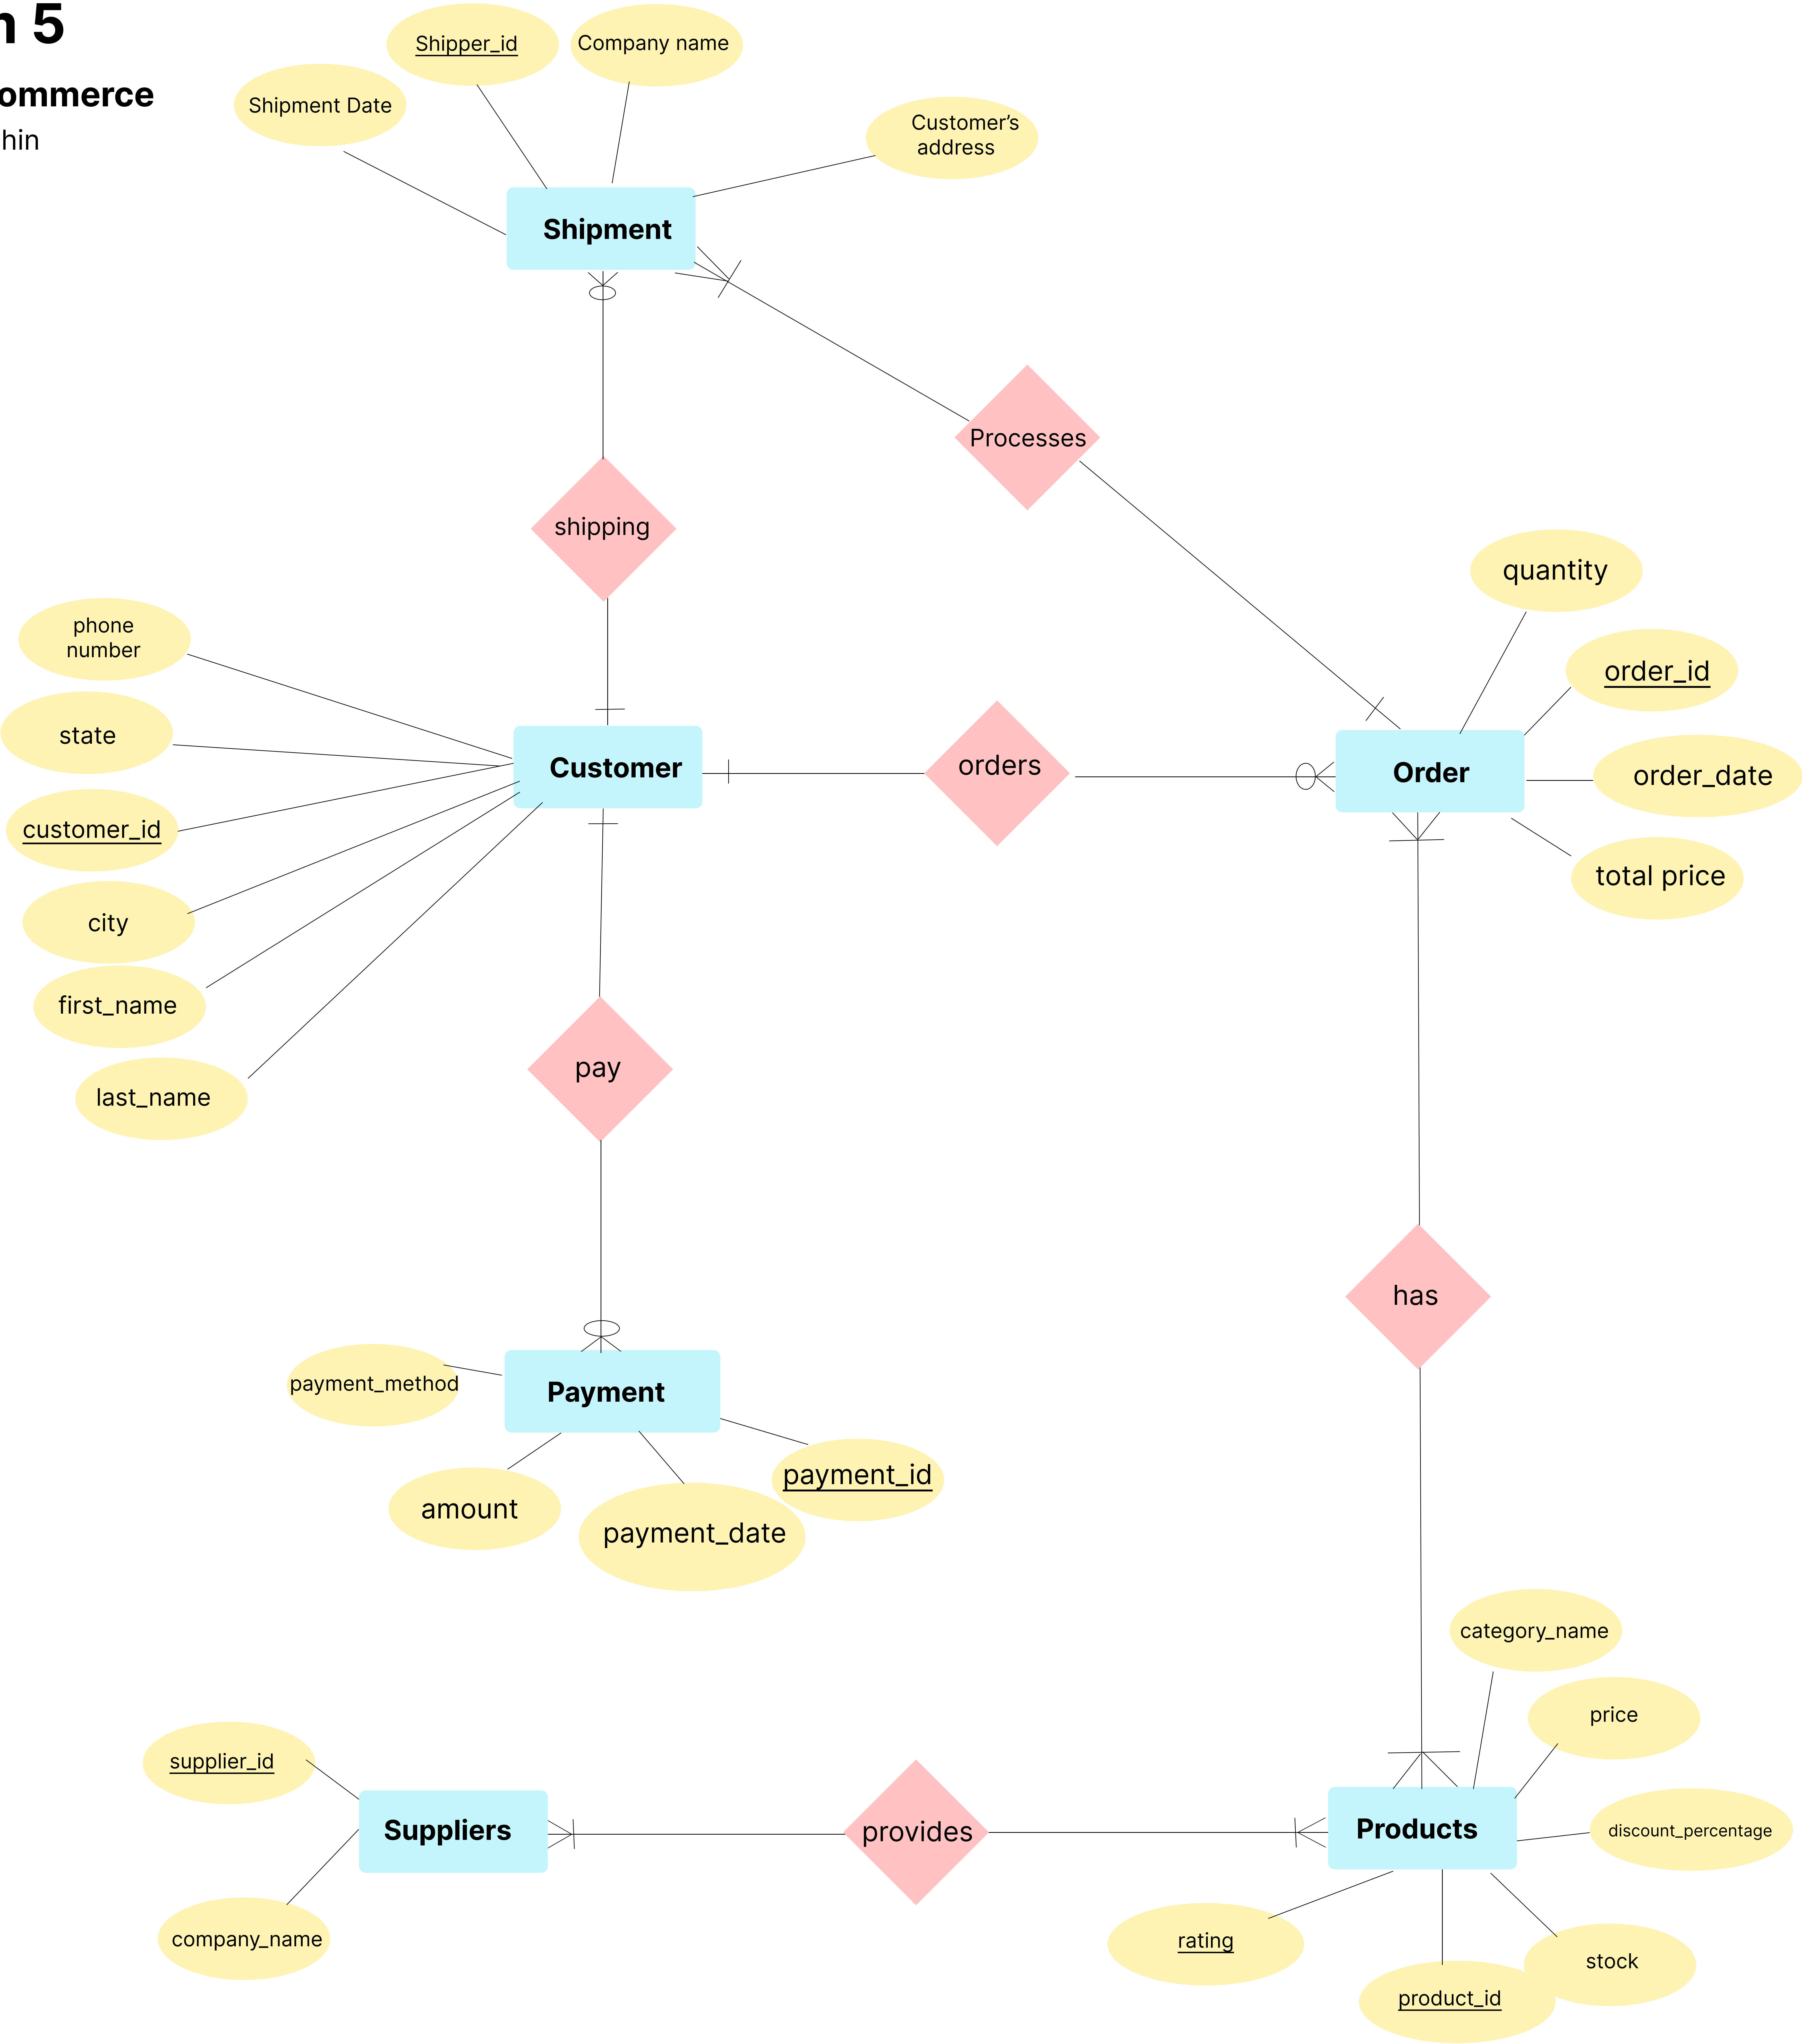 n 5
ommerce
hin
Shipper_id
Company name
Shipment Date
Customer’s
address
Shipment
Processes
shipping
quantity
phone
number
order_id
state
Customer
orders
Order
order_date
customer_id
total price
city
first_name
pay
last_name
has
payment_method
Payment
payment_id
amount
payment_date
category_name
price
supplier_id
Suppliers
provides
Products
discount_percentage
company_name
rating
stock
product_id